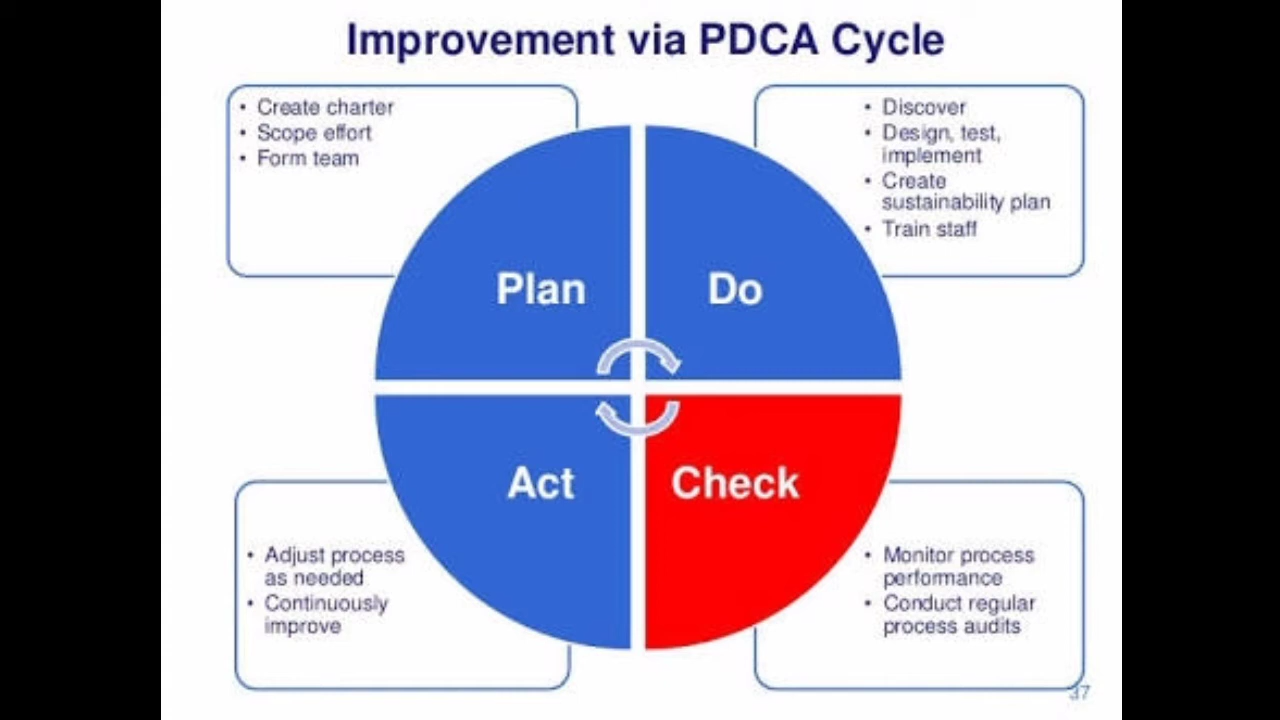 Improvement via PDCA Cycle
• Create charter
• Scope effort
• Form team
• Discover
• Design, test,
implement
• Create
sustainability plan
• Train staff
Plan
Do
Act
Check
• Adjust process
as needed
• Continuously
improve
• Monitor process
performance
• Conduct regular
process audits
37